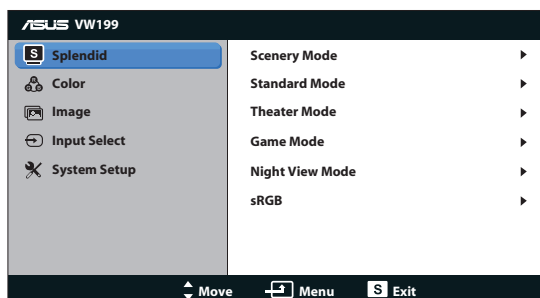 ASUS VW199
S Splendid
Color
Image
Input Select
System Setup
Scenery Mode
Standard Mode
Theater Mode
Game Mode
Night View Mode
sRGB
Move Menu S Exit